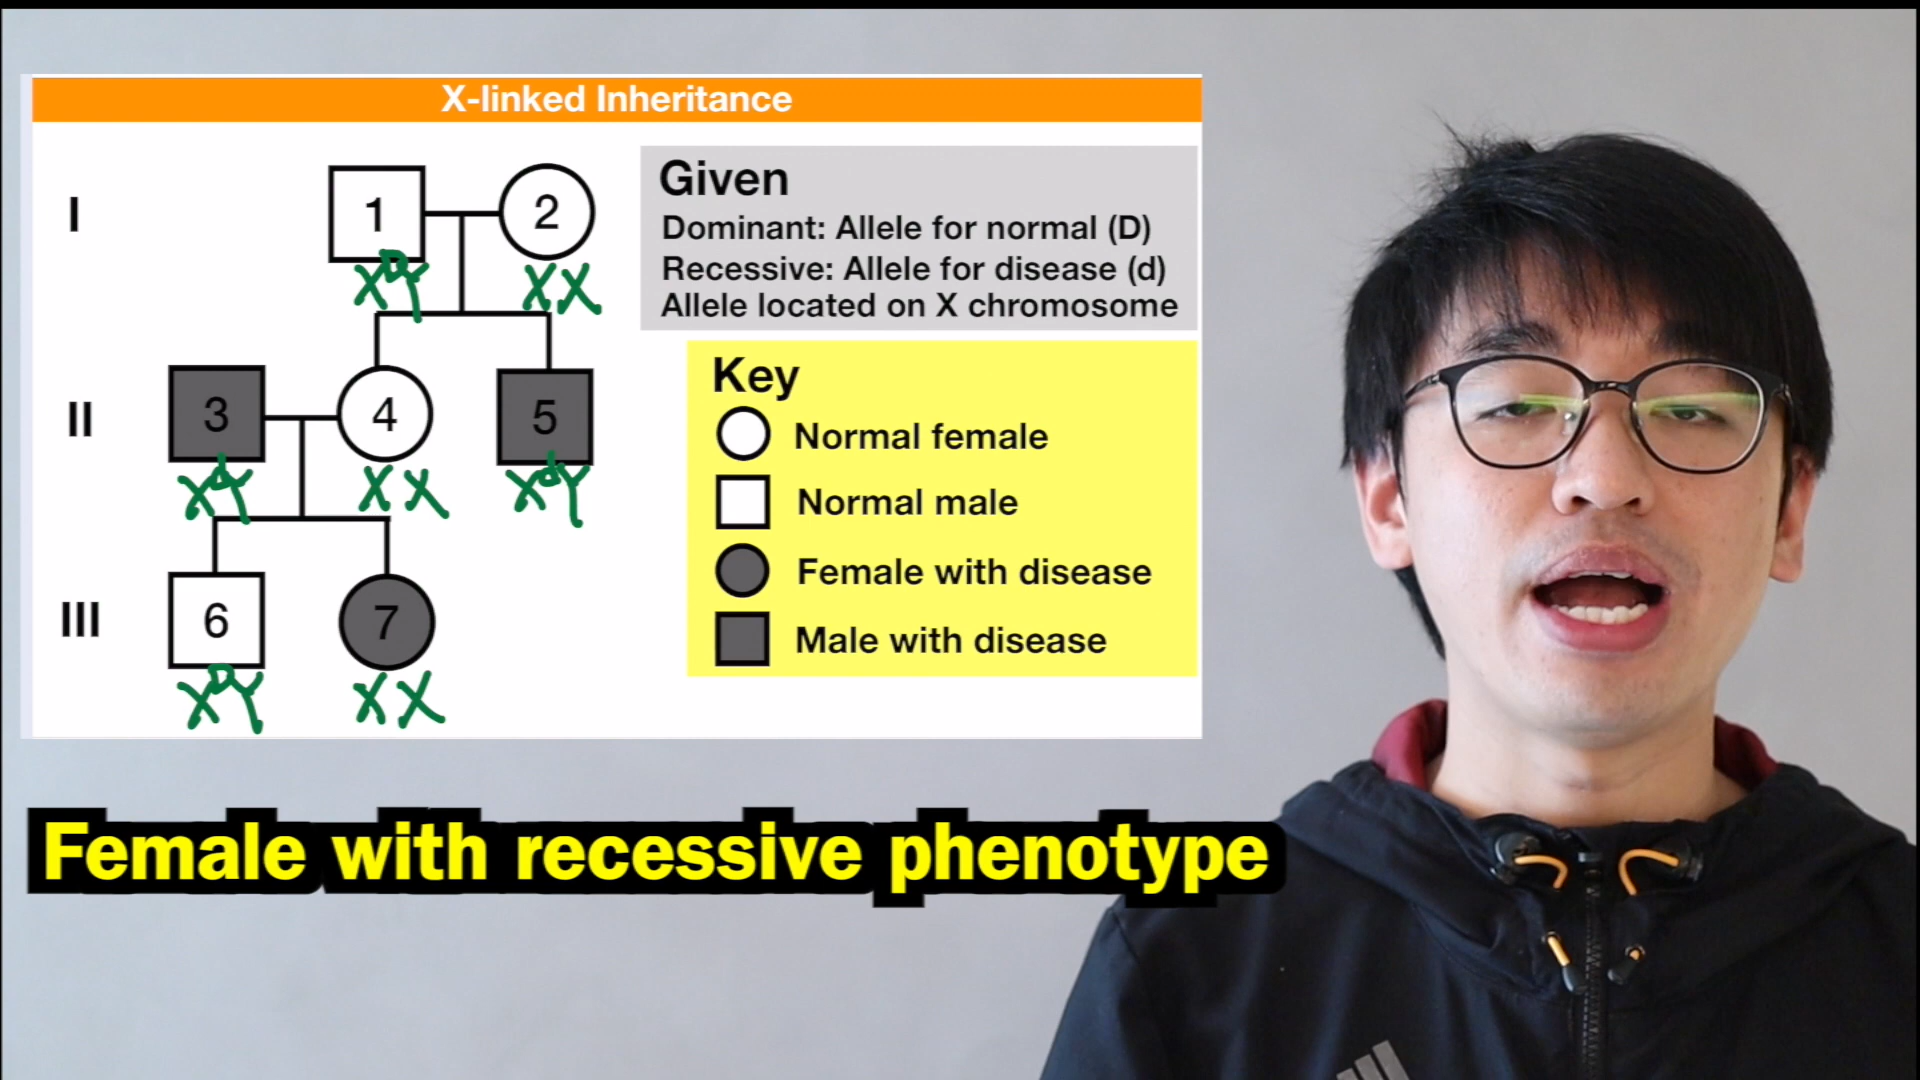 X-linked Inheritance
I
1
2
X^D Y
X X
II
3
4
5
X^d Y
X X
X^d Y
III
6
7
X^D Y
X X
Given
Dominant: Allele for normal (D)
Recessive: Allele for disease (d)
Allele located on X chromosome
Key
Normal female
Normal male
Female with disease
Male with disease
Female with recessive phenotype